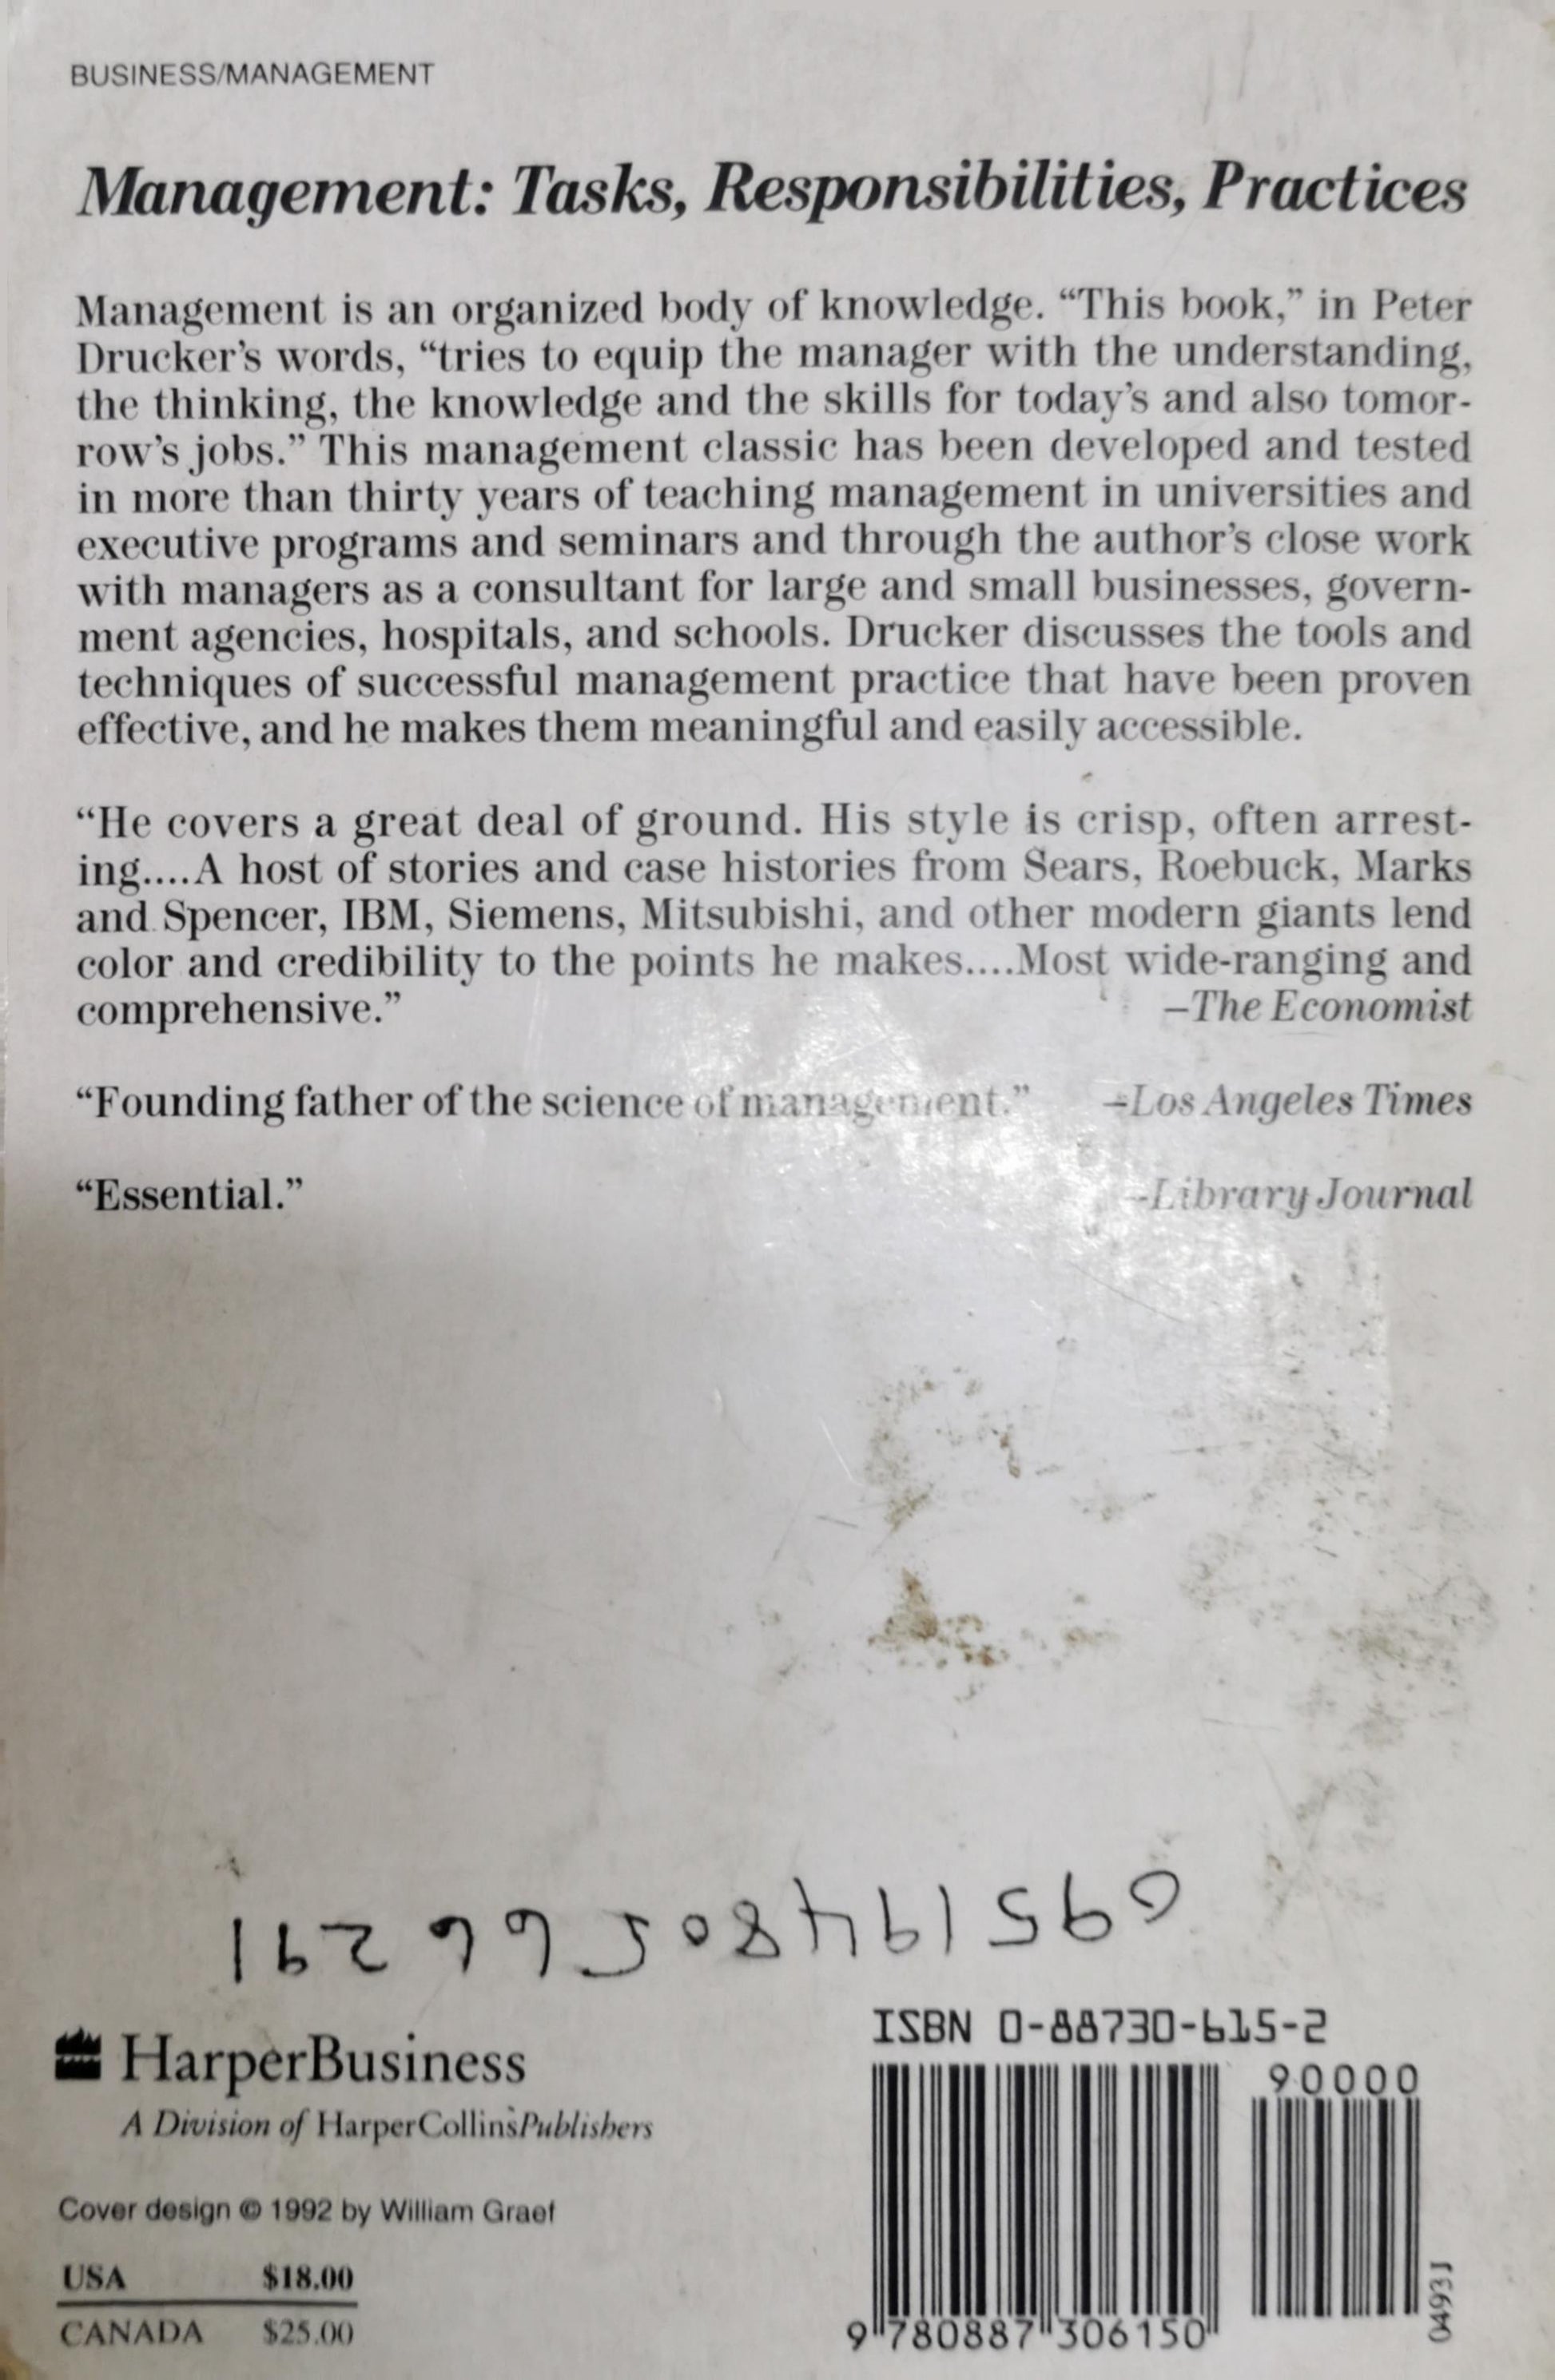 BUSINESS/MANAGEMENT
Management: Tasks, Responsibilities, Practices
Management is an organized body of knowledge. “This book,” in Peter
Drucker’s words, “tries to equip the manager with the understanding,
the thinking, the knowledge and the skills for today’s and also tomor-
row’s jobs.” This management classic has been developed and tested
in more than thirty years of teaching management in universities and
executive programs and seminars and through the author’s close work
with managers as a consultant for large and small businesses, govern-
ment agencies, hospitals, and schools. Drucker discusses the tools and
techniques of successful management practice that have been proven
effective, and he makes them meaningful and easily accessible.
“He covers a great deal of ground. His style is crisp, often arrest-
ing....A host of stories and case histories from Sears, Roebuck, Marks
and Spencer, IBM, Siemens, Mitsubishi, and other modern giants lend
color and credibility to the points he makes....Most wide-ranging and
comprehensive.” –The Economist
“Founding father of the science of management.” –Los Angeles Times
“Essential.” –Library Journal
HarperBusiness
A Division of HarperCollinsPublishers
Cover design © 1992 by William Graef
USA $18.00
CANADA $25.00
ISBN 0-88730-615-2
90000
9 780887 306150
0493J